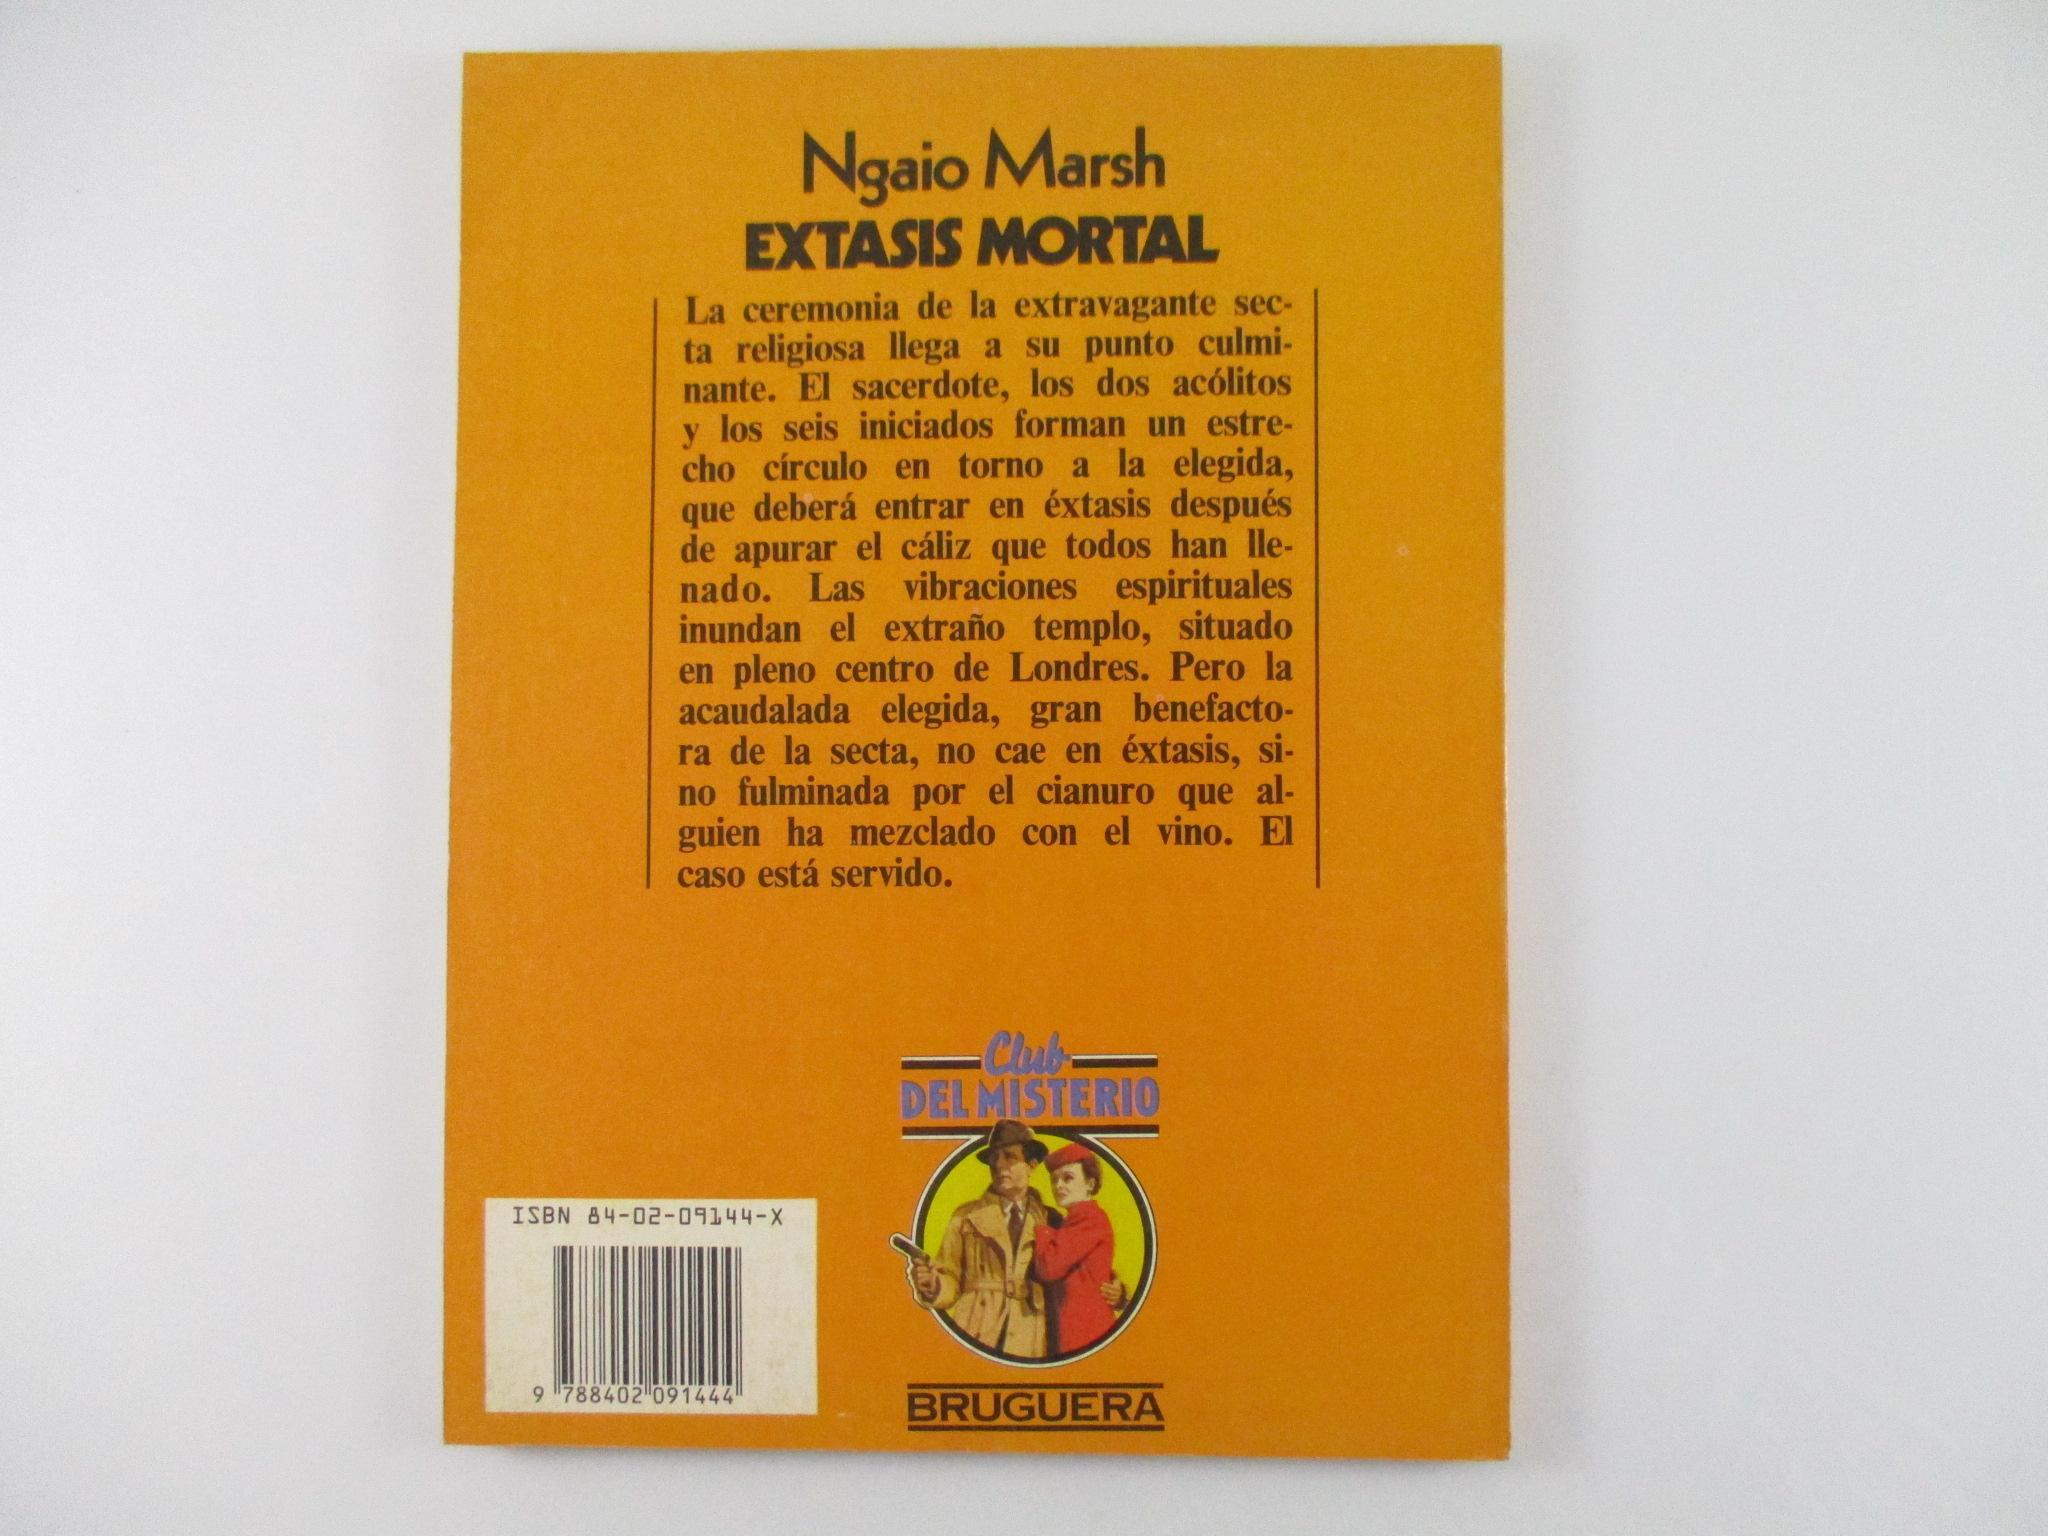 Ngaio Marsh
EXTASIS MORTAL
La ceremonia de la extravagante sec-
ta religiosa llega a su punto culmi-
nante. El sacerdote, los dos acólitos
y los seis iniciados forman un estre-
cho círculo en torno a la elegida,
que deberá entrar en éxtasis después
de apurar el cáliz que todos han lle-
nado. Las vibraciones espirituales
inundan el extraño templo, situado
en pleno centro de Londres. Pero la
acaudalada elegida, gran benefacto-
ra de la secta, no cae en éxtasis, si-
no fulminada por el cianuro que al-
guien ha mezclado con el vino. El
caso está servido.
Club
DEL MISTERIO
ISBN 84-02-09144-X
9 788402 091444
BRUGUERA